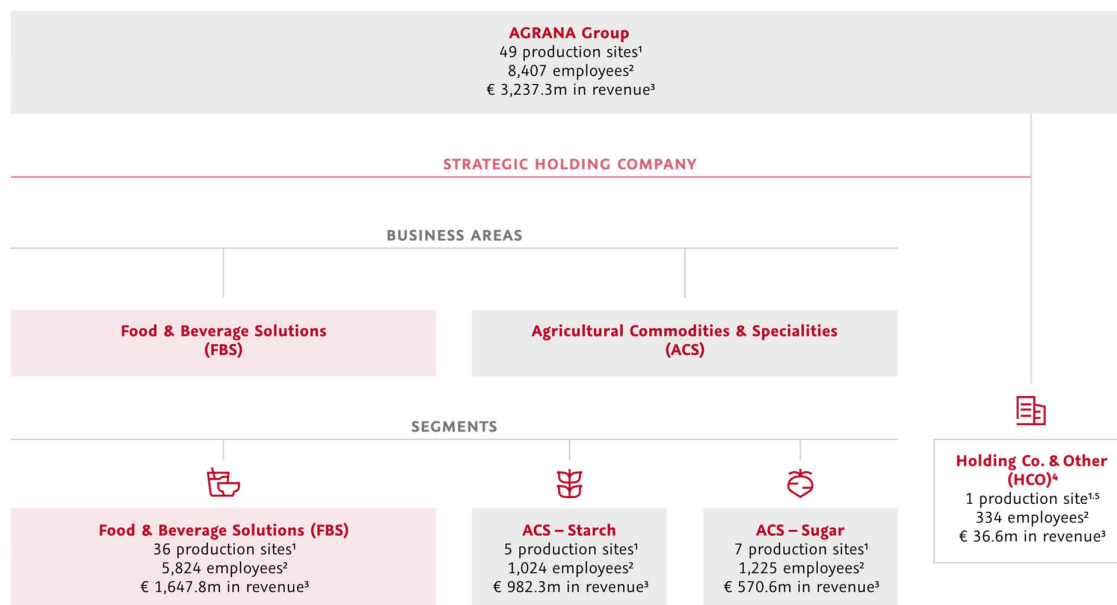 AGRANA Group
49 production sites¹
8,407 employees²
€ 3,237.3m in revenue³
STRATEGIC HOLDING COMPANY
BUSINESS AREAS
Food & Beverage Solutions
(FBS)
Agricultural Commodities & Specialities
(ACS)
SEGMENTS
Food & Beverage Solutions (FBS)
36 production sites¹
5,824 employees²
€ 1,647.8m in revenue³
ACS – Starch
5 production sites¹
1,024 employees²
€ 982.3m in revenue³
ACS – Sugar
7 production sites¹
1,225 employees²
€ 570.6m in revenue³
Holding Co. & Other
(HCO)⁴
1 production site¹˒⁵
334 employees²
€ 36.6m in revenue³